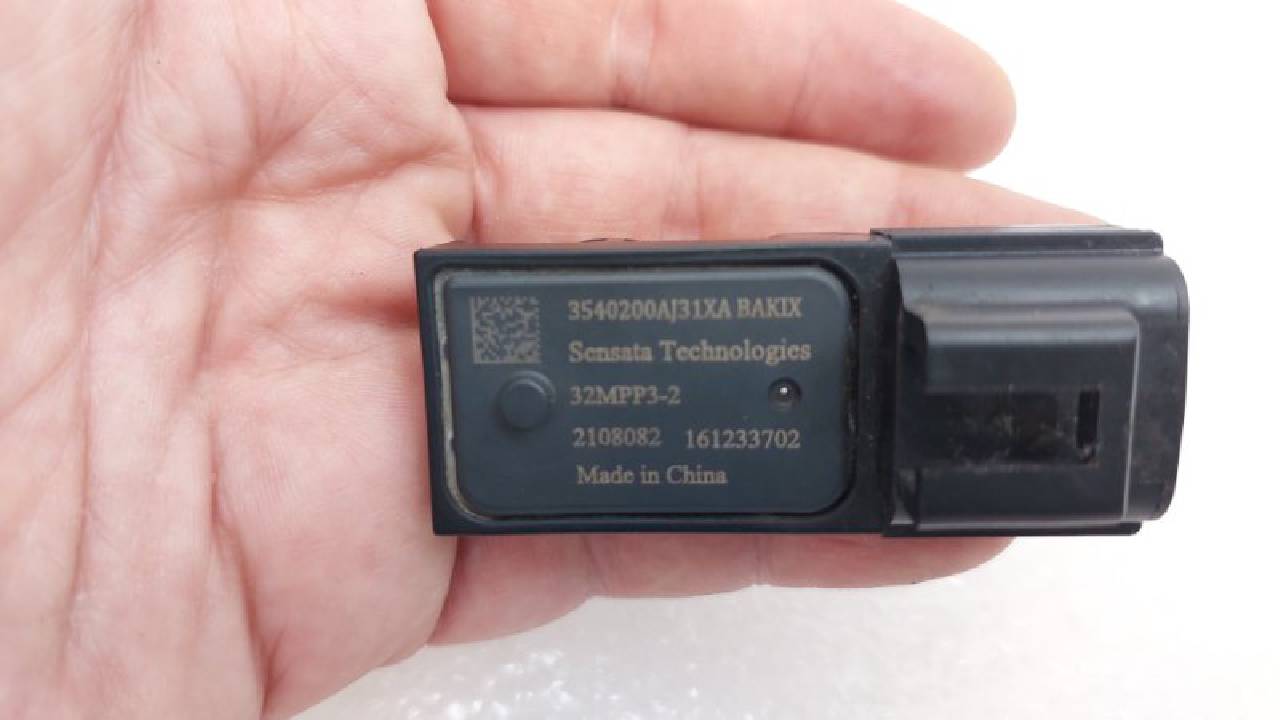 3540200AJ31XA BAKIX
Sensata Technologies
32MPP3-2
2108082 161233702
Made in China